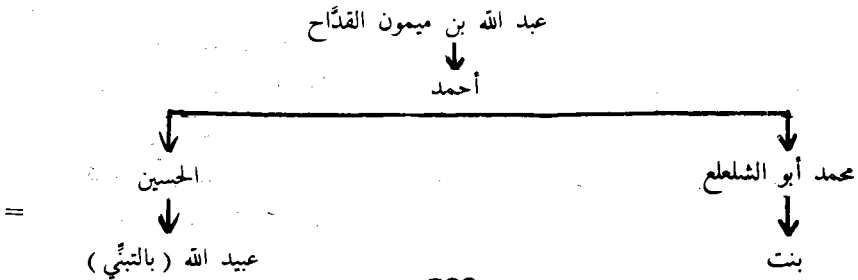 عبد الله بن ميمون القدَّاح
أحمد
محمد أبو الشلعلع
الحسين
بنت
عبيد الله ( بالتبنِّي )
=